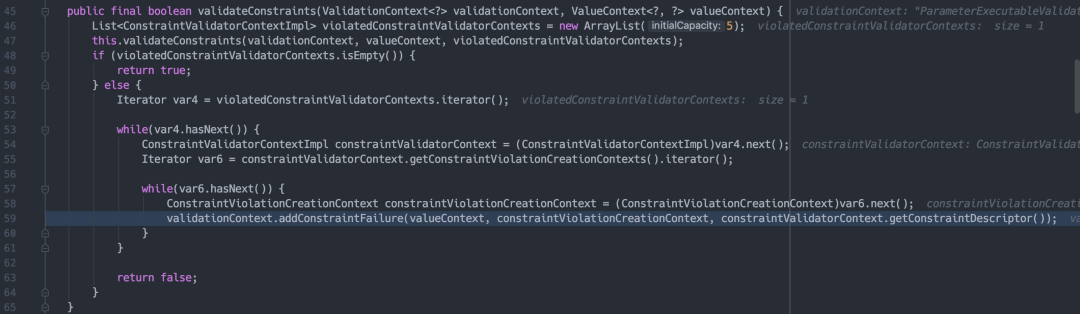 45 public final boolean validateConstraints(ValidationContext<?> validationContext, ValueContext<?, ?> valueContext) { validationContext: "ParameterExecutableValidat
46 List<ConstraintValidatorContextImpl> violatedConstraintValidatorContexts = new ArrayList( initialCapacity: 5); violatedConstraintValidatorContexts: size = 1
47 this.validateConstraints(validationContext, valueContext, violatedConstraintValidatorContexts);
48 if (violatedConstraintValidatorContexts.isEmpty()) {
49 return true;
50 } else {
51 Iterator var4 = violatedConstraintValidatorContexts.iterator(); violatedConstraintValidatorContexts: size = 1
52
53 while(var4.hasNext()) {
54 ConstraintValidatorContextImpl constraintValidatorContext = (ConstraintValidatorContextImpl)var4.next(); constraintValidatorContext: ConstraintValidat
55 Iterator var6 = constraintValidatorContext.getConstraintViolationCreationContexts().iterator();
56
57 while(var6.hasNext()) {
58 ConstraintViolationCreationContext constraintViolationCreationContext = (ConstraintViolationCreationContext)var6.next(); constraintViolationCreati
59 validationContext.addConstraintFailure(valueContext, constraintViolationCreationContext, constraintValidatorContext.getConstraintDescriptor()); va
60 }
61 }
62
63 return false;
64 }
65 }